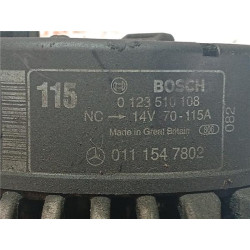 115
BOSCH
0 123 510 108
NC → 14V 70-115A
Made in Great Britain
011 154 7802
082